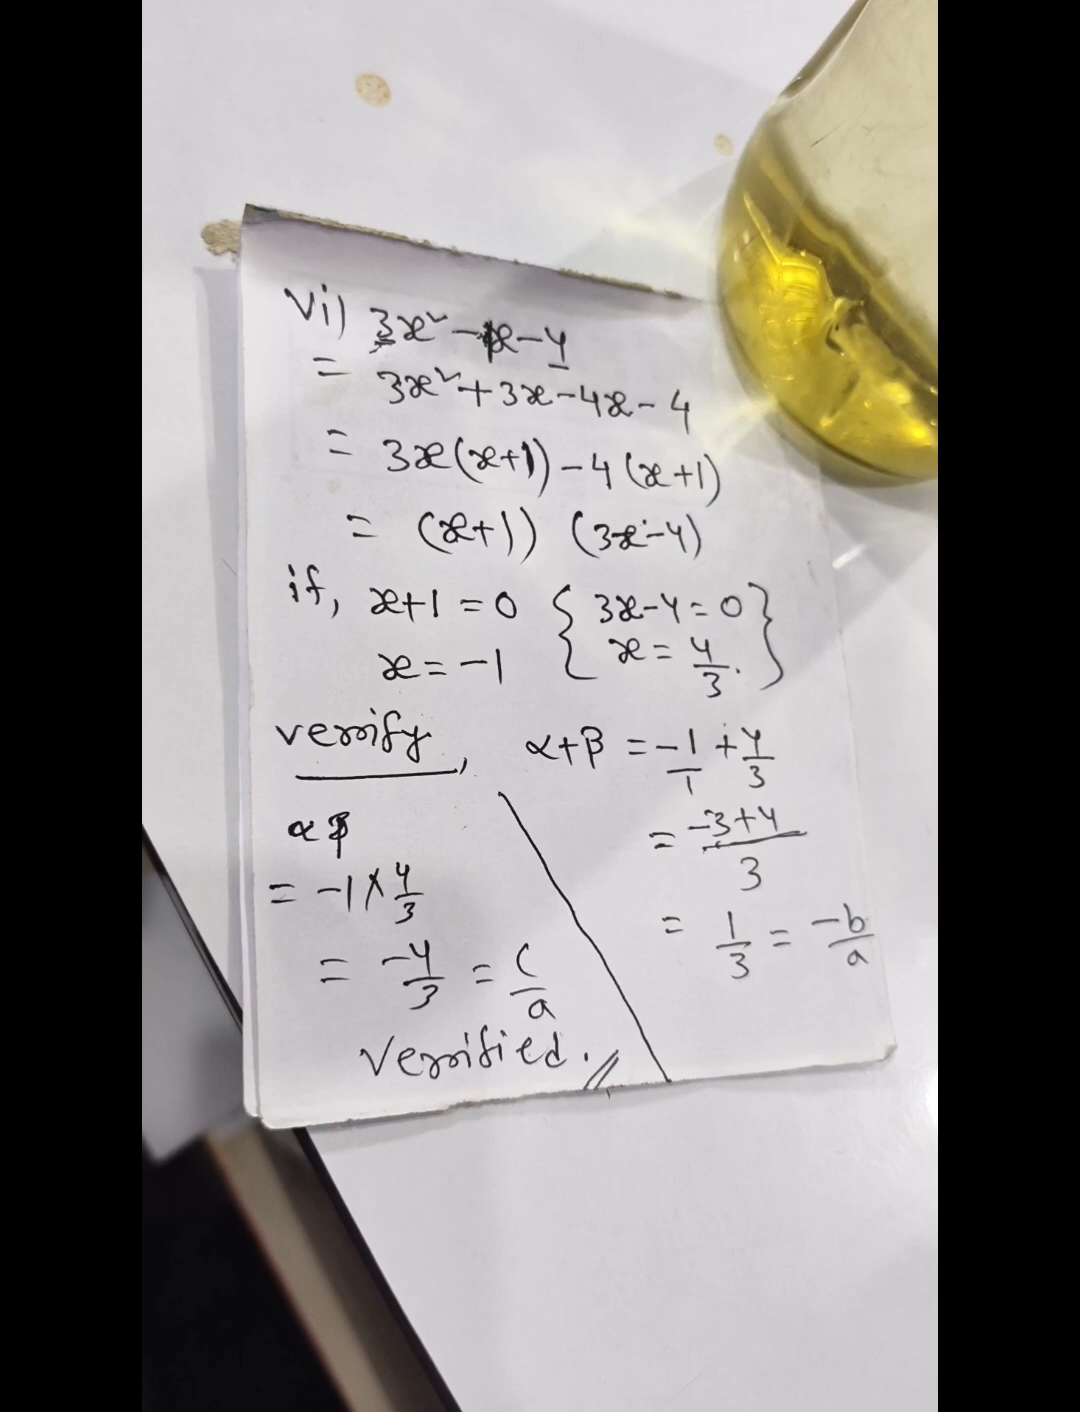 vi) 3x² - x - 4
= 3x² + 3x - 4x - 4
= 3x(x+1) - 4(x+1)
= (x+1) (3x-4)
if, x+1 = 0 { 3x-4 = 0
x = -1 x = 4/3. }
verify, α+β = -1/1 + 4/3
= -3+4/3
= 1/3 = -b/a
αβ
= -1 × 4/3
= -4/3 = c/a
Verified.